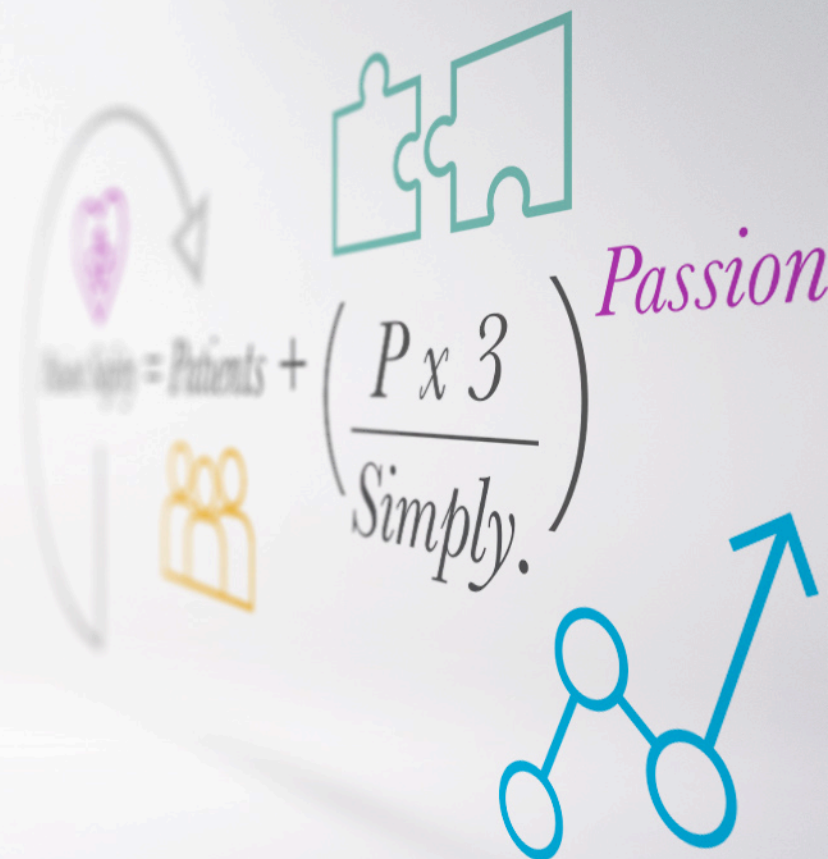 = Patients + ( P x 3 / Simply. ) Passion